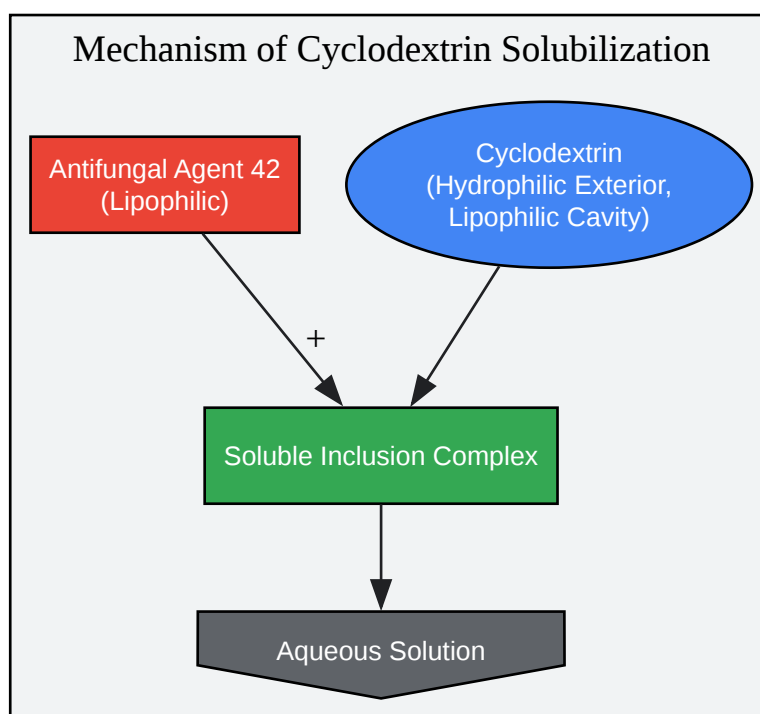 Mechanism of Cyclodextrin Solubilization
Antifungal Agent 42
(Lipophilic)
Cyclodextrin
(Hydrophilic Exterior,
Lipophilic Cavity)
+
Soluble Inclusion Complex
Aqueous Solution